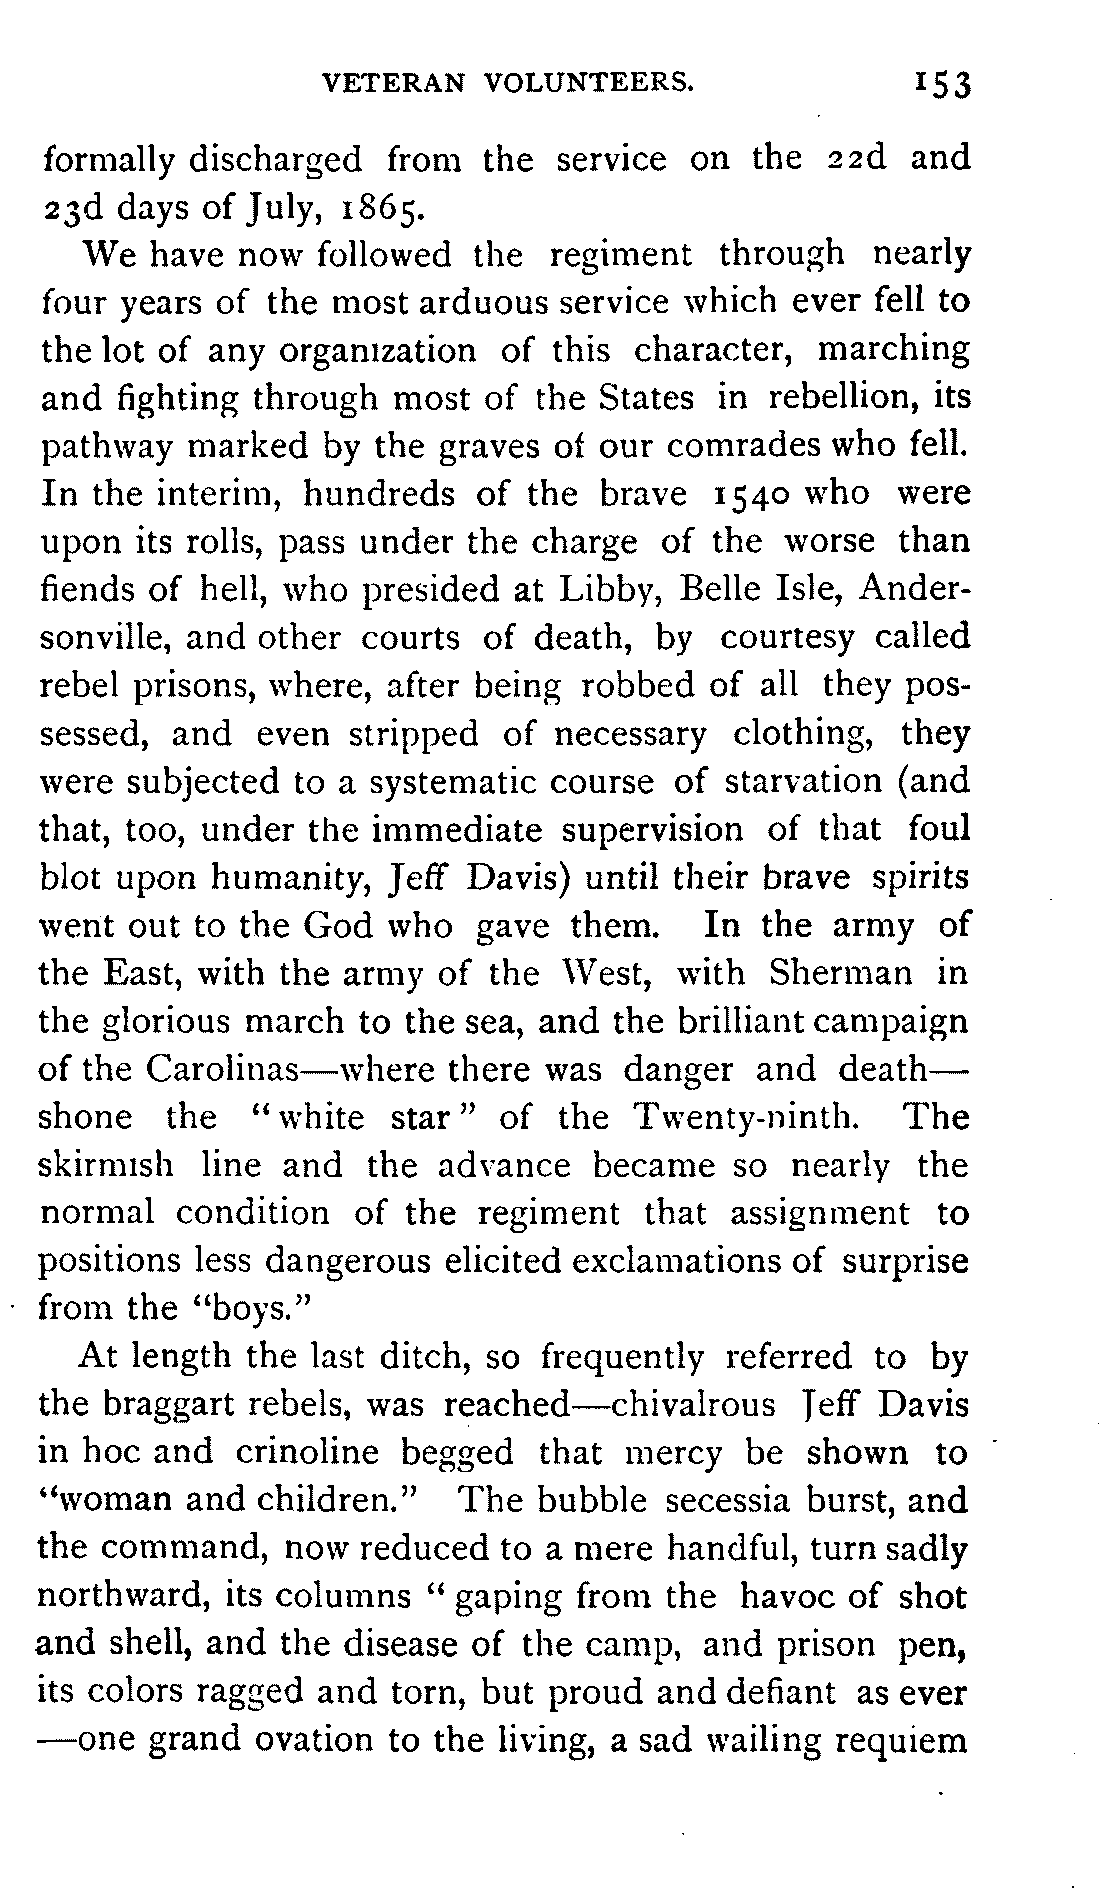 VETERAN VOLUNTEERS. 153
formally discharged from the service on the 22d and
23d days of July, 1865.
We have now followed the regiment through nearly
four years of the most arduous service which ever fell to
the lot of any organization of this character, marching
and fighting through most of the States in rebellion, its
pathway marked by the graves of our comrades who fell.
In the interim, hundreds of the brave 1540 who were
upon its rolls, pass under the charge of the worse than
fiends of hell, who presided at Libby, Belle Isle, Ander-
sonville, and other courts of death, by courtesy called
rebel prisons, where, after being robbed of all they pos-
sessed, and even stripped of necessary clothing, they
were subjected to a systematic course of starvation (and
that, too, under the immediate supervision of that foul
blot upon humanity, Jeff Davis) until their brave spirits
went out to the God who gave them. In the army of
the East, with the army of the West, with Sherman in
the glorious march to the sea, and the brilliant campaign
of the Carolinas—where there was danger and death—
shone the "white star" of the Twenty-ninth. The
skirmish line and the advance became so nearly the
normal condition of the regiment that assignment to
positions less dangerous elicited exclamations of surprise
from the "boys."
At length the last ditch, so frequently referred to by
the braggart rebels, was reached—chivalrous Jeff Davis
in hoc and crinoline begged that mercy be shown to
"woman and children." The bubble secessia burst, and
the command, now reduced to a mere handful, turn sadly
northward, its columns "gaping from the havoc of shot
and shell, and the disease of the camp, and prison pen,
its colors ragged and torn, but proud and defiant as ever
—one grand ovation to the living, a sad wailing requiem